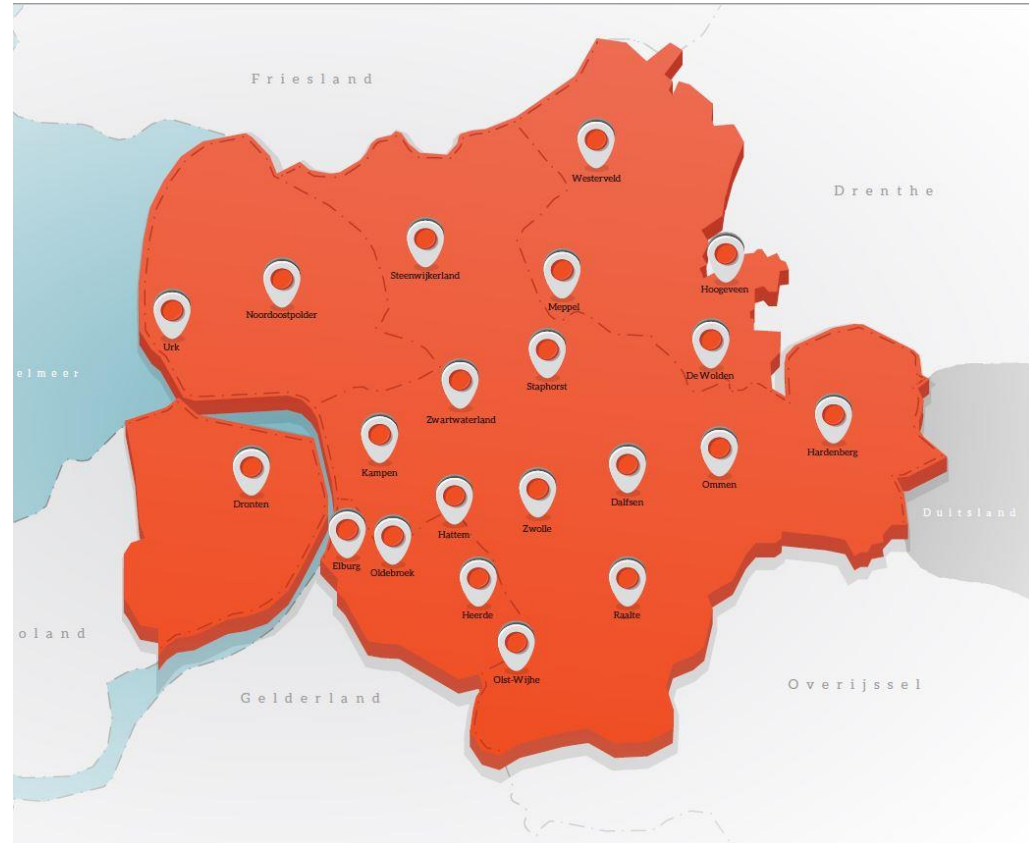 Friesland
Westerveld
Drenthe
Steenwijkerland
Hoogeveen
Meppel
Noordoostpolder
Urk
elmeer
De Wolden
Staphorst
Zwartwaterland
Hardenberg
Kampen
Ommen
Dronten
Dalfsen
Duitsland
Zwolle
Hattem
Elburg
Oldebroek
Heerde
Raalte
oland
Olst-Wijhe
Overijssel
Gelderland